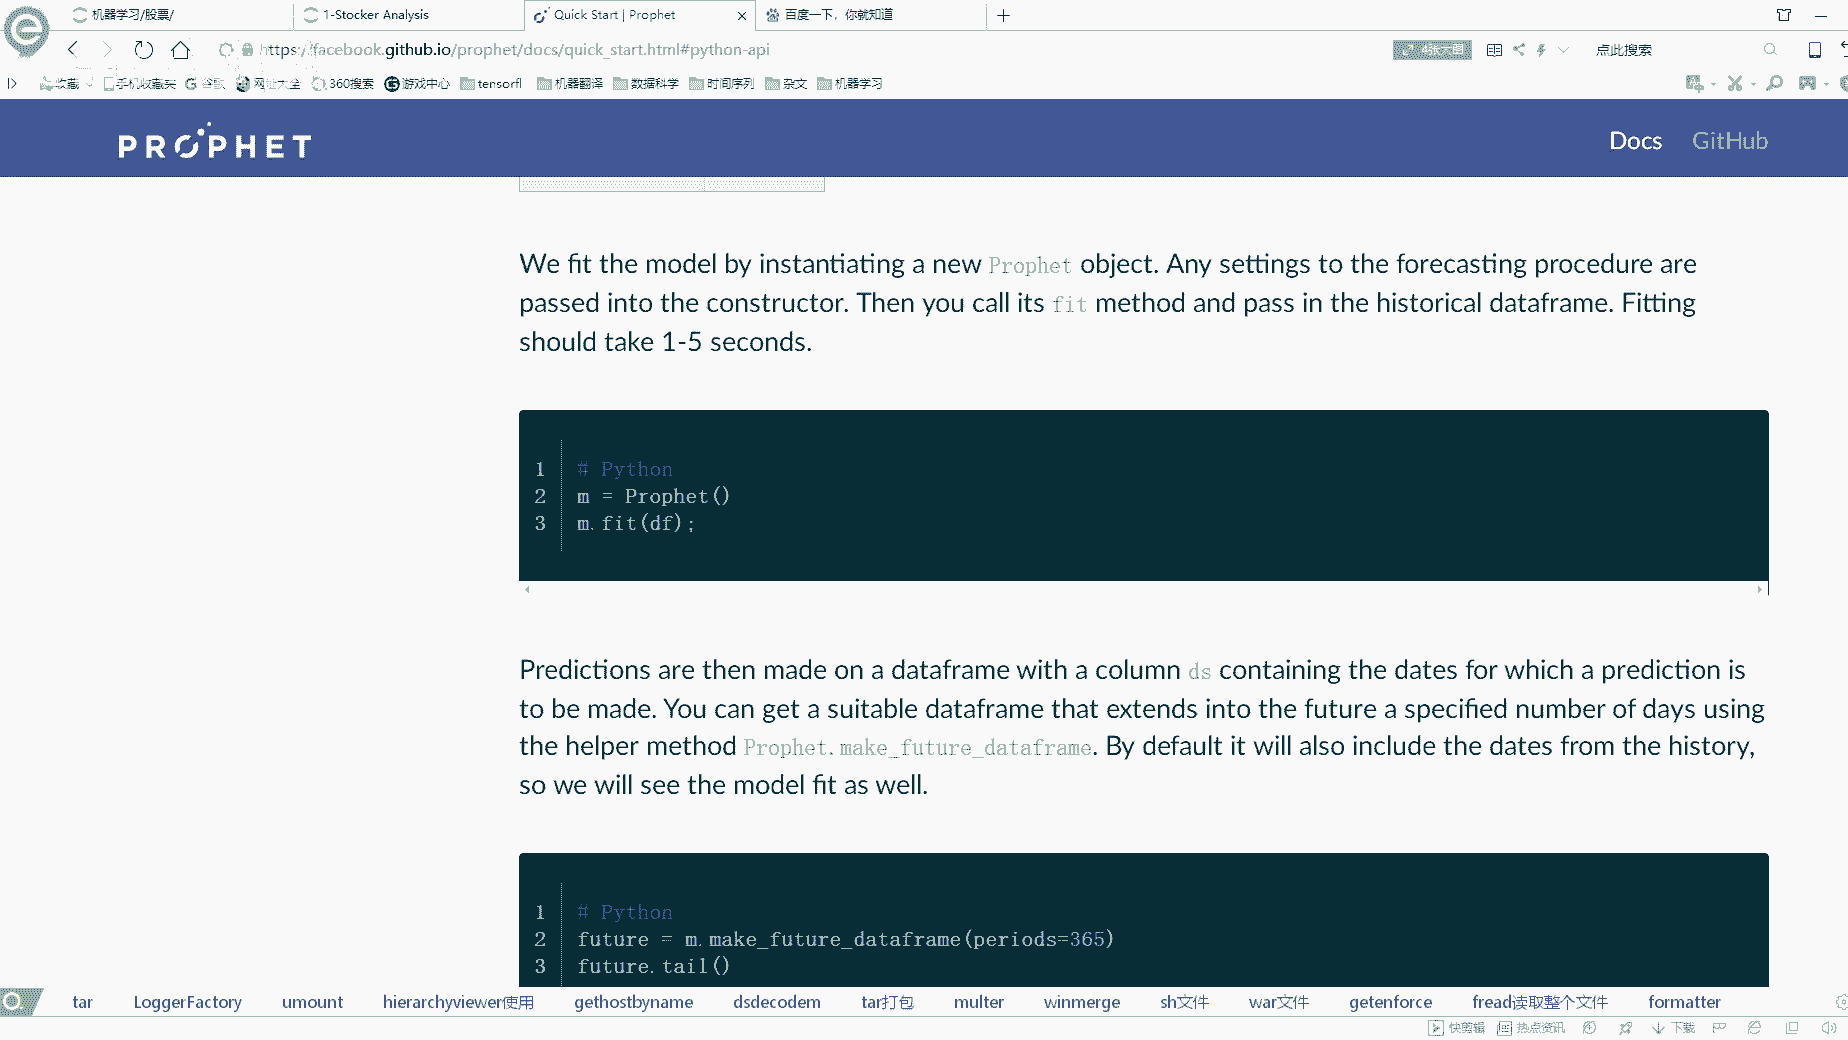 机器学习/股票/
1-Stocker Analysis
Quick Start | Prophet
百度一下，你就知道
https://facebook.github.io/prophet/docs/quick_start.html#python-api
点此搜索
收藏 手机收藏夹 谷歌 网址大全 360搜索 游戏中心 tensorfl 机器翻译 数据科学 时间序列 杂文 机器学习
PROPHET
Docs GitHub
We fit the model by instantiating a new Prophet object. Any settings to the forecasting procedure are
passed into the constructor. Then you call its fit method and pass in the historical dataframe. Fitting
should take 1-5 seconds.
1 # Python
2 m = Prophet()
3 m.fit(df);
Predictions are then made on a dataframe with a column ds containing the dates for which a prediction is
to be made. You can get a suitable dataframe that extends into the future a specified number of days using
the helper method Prophet.make_future_dataframe. By default it will also include the dates from the history,
so we will see the model fit as well.
1 # Python
2 future = m.make_future_dataframe(periods=365)
3 future.tail()
tar LoggerFactory umount hierarchyviewer使用 gethostbyname dsdecodem tar打包 multer winmerge sh文件 war文件 getenforce fread读取整个文件 formatter
快剪辑 热点资讯 下载